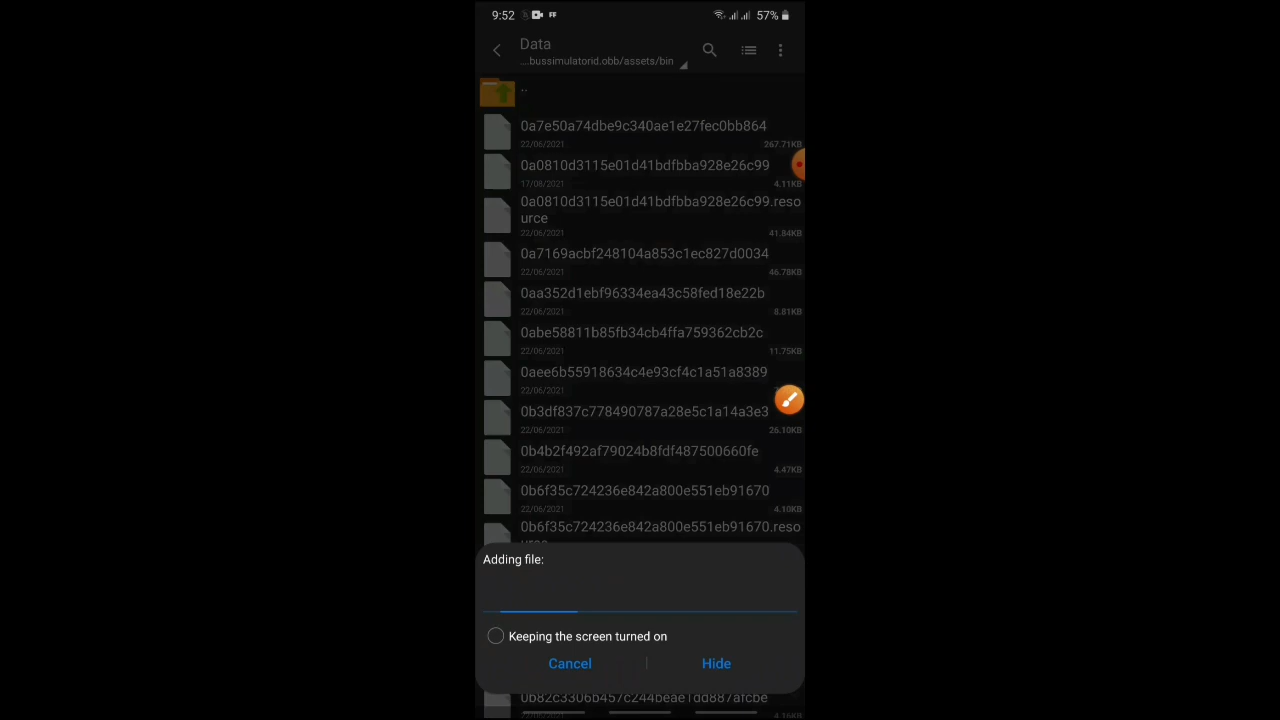 9:52
57%
Data
....bussimulatorid.obb/assets/bin
..
0a7e50a74dbe9c340ae1e27fec0bb864
22/06/2021 267.71KB
0a0810d3115e01d41bdfbba928e26c99
17/08/2021 4.11KB
0a0810d3115e01d41bdfbba928e26c99.reso
urce
22/06/2021 41.84KB
0a7169acbf248104a853c1ec827d0034
22/06/2021 46.78KB
0aa352d1ebf96334ea43c58fed18e22b
22/06/2021 8.81KB
0abe58811b85fb34cb4ffa759362cb2c
22/06/2021 11.75KB
0aee6b55918634c4e93cf4c1a51a8389
22/06/2021
0b3df837c778490787a28e5c1a14a3e3
22/06/2021 26.10KB
0b4b2f492af79024b8fdf487500660fe
22/06/2021 4.47KB
0b6f35c724236e842a800e551eb91670
22/06/2021 4.10KB
0b6f35c724236e842a800e551eb91670.reso
Adding file:
Keeping the screen turned on
Cancel | Hide
0b82c3306b457c244beae1dd887afcbe
4.16KB